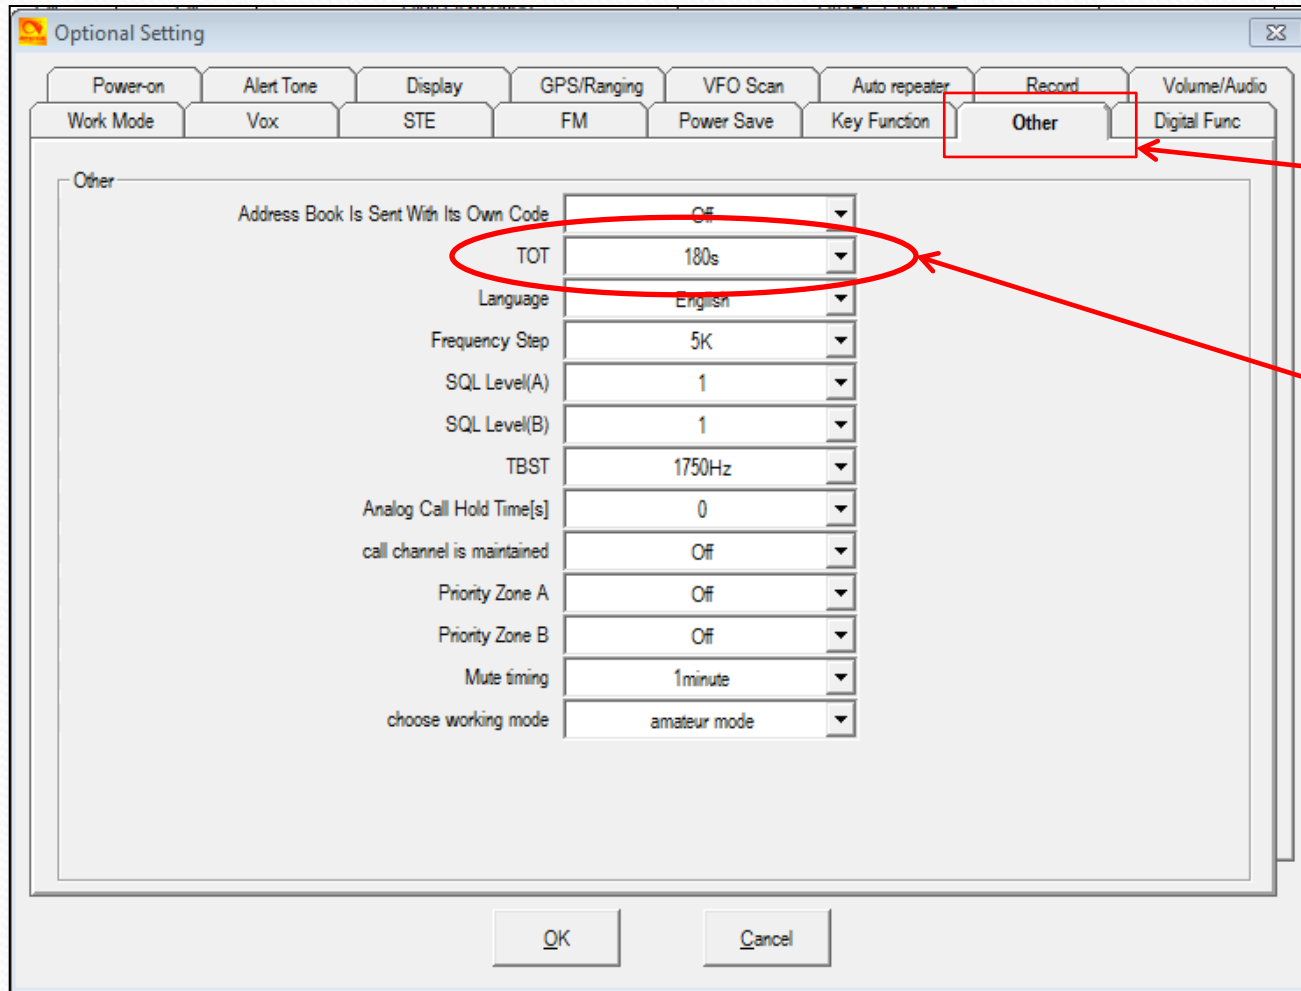 Optional Setting
Power-on Alert Tone Display GPS/Ranging VFO Scan Auto repeater Record Volume/Audio
Work Mode Vox STE FM Power Save Key Function Other Digital Func
Other
Address Book Is Sent With Its Own Code Off
TOT 180s
Language English
Frequency Step 5K
SQL Level(A) 1
SQL Level(B) 1
TBST 1750Hz
Analog Call Hold Time[s] 0
call channel is maintained Off
Priority Zone A Off
Priority Zone B Off
Mute timing 1minute
choose working mode amateur mode
OK Cancel